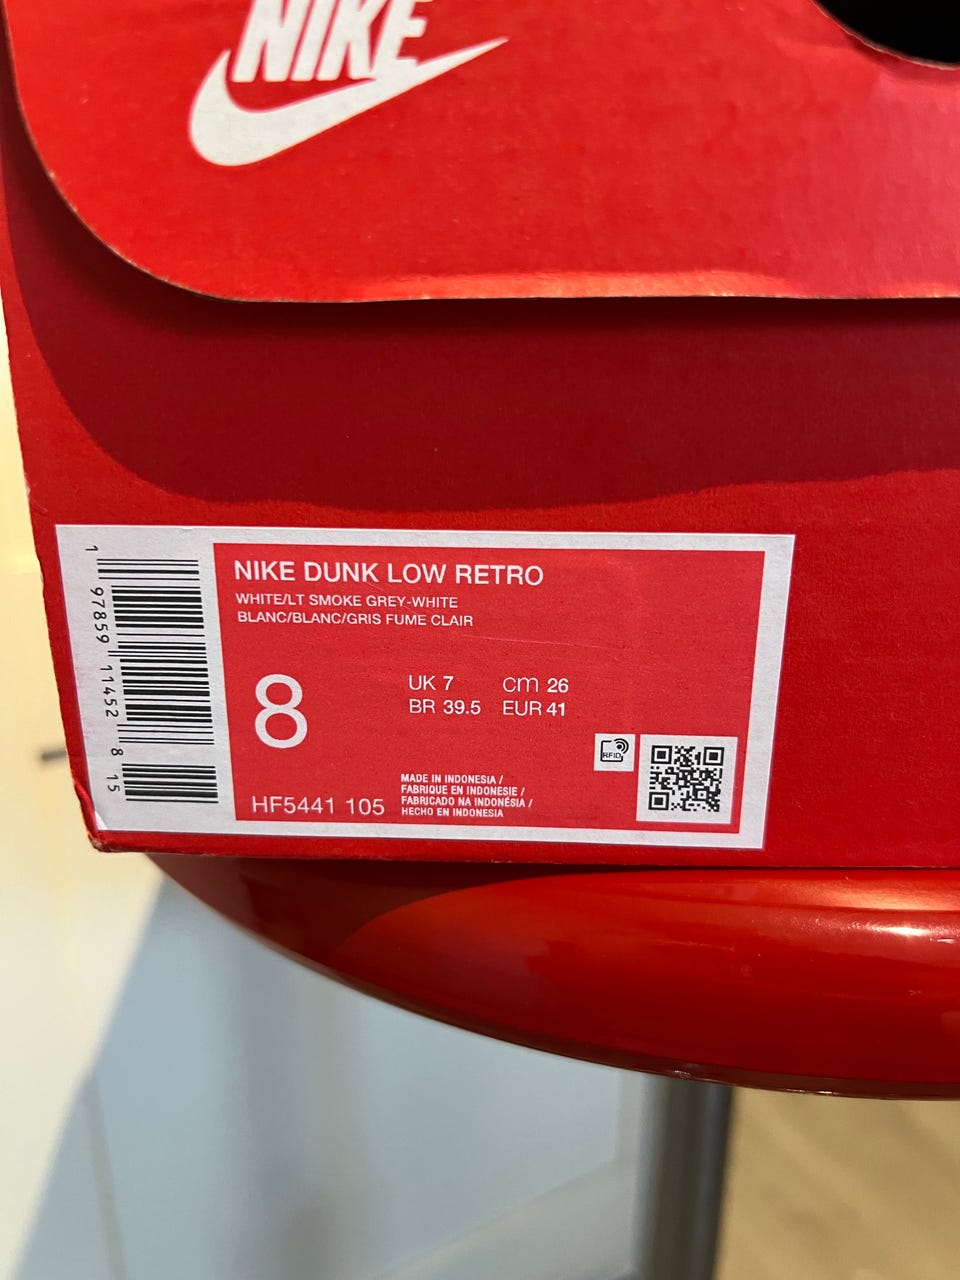 NIKE
NIKE DUNK LOW RETRO
WHITE/LT SMOKE GREY-WHITE
BLANC/BLANC/GRIS FUME CLAIR
8
UK 7 cm 26
BR 39.5 EUR 41
RFID
HF5441 105
MADE IN INDONESIA /
FABRIQUE EN INDONESIE /
FABRICADO NA INDONÉSIA /
HECHO EN INDONESIA
1 97859 11452 8 15